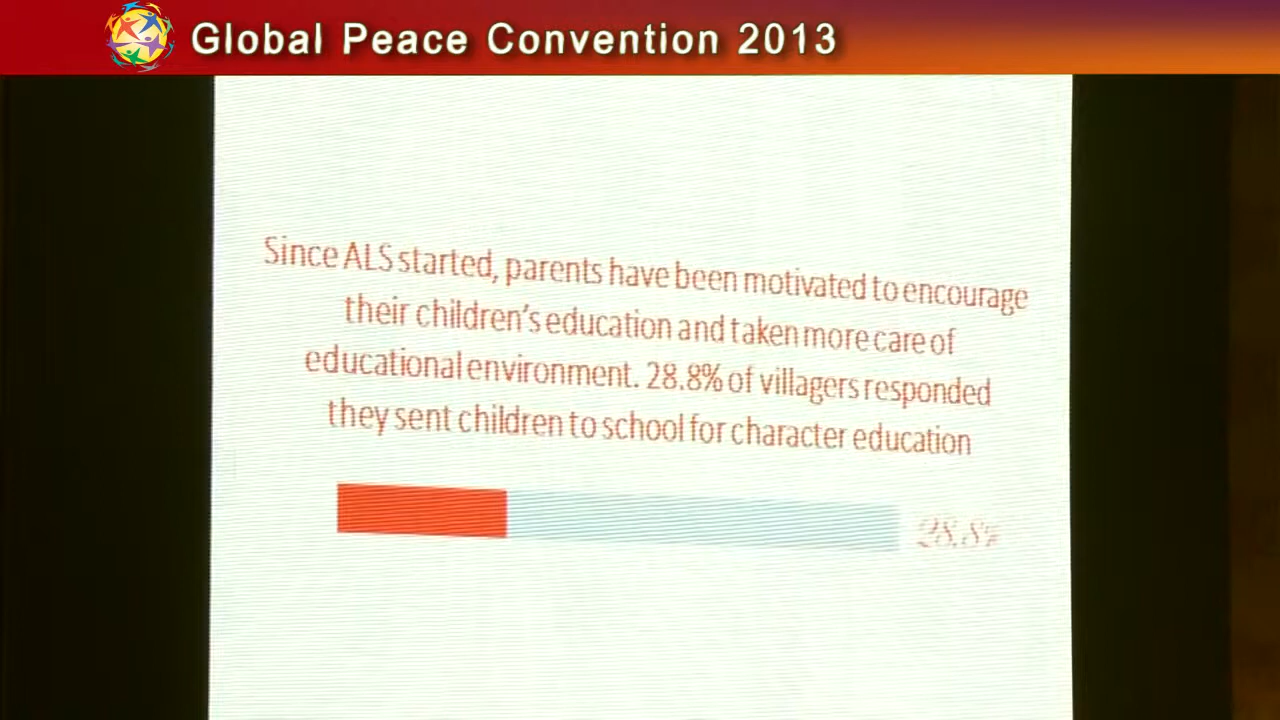 Global Peace Convention 2013
Since ALS started, parents have been motivated to encourage
their children's education and taken more care of
educational environment. 28.8% of villagers responded
they sent children to school for character education
28.8%